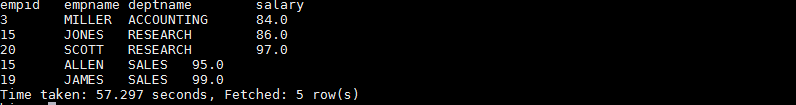 empid empname deptname salary
3 MILLER ACCOUNTING 84.0
15 JONES RESEARCH 86.0
20 SCOTT RESEARCH 97.0
15 ALLEN SALES 95.0
19 JAMES SALES 99.0
Time taken: 57.297 seconds, Fetched: 5 row(s)